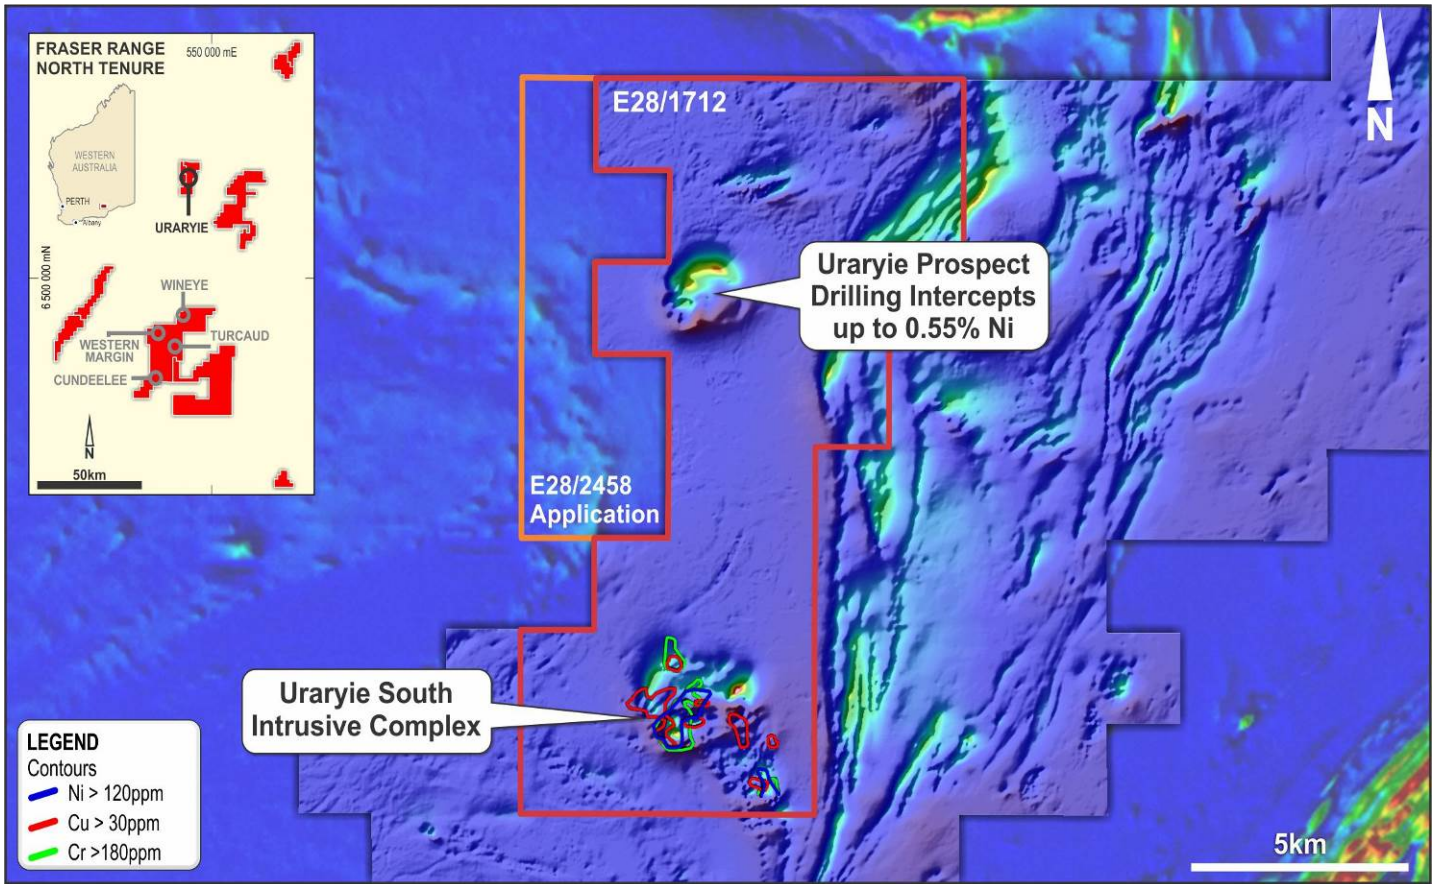 FRASER RANGE
NORTH TENURE
550 000 mE
WESTERN
AUSTRALIA
PERTH
Albany
URARYIE
6 500 000 mN
WINEYE
WESTERN
MARGIN
TURCAUD
CUNDEELEE
N
50km
E28/1712
N
Uraryie Prospect
Drilling Intercepts
up to 0.55% Ni
E28/2458
Application
Uraryie South
Intrusive Complex
LEGEND
Contours
Ni > 120ppm
Cu > 30ppm
Cr >180ppm
5km